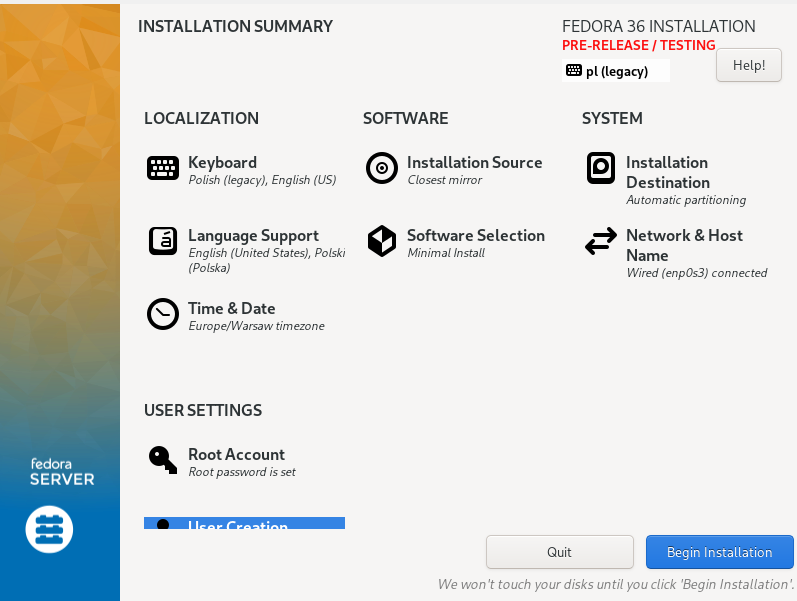 INSTALLATION SUMMARY
FEDORA 36 INSTALLATION
PRE-RELEASE / TESTING
pl (legacy)
Help!
LOCALIZATION
Keyboard
Polish (legacy), English (US)
Language Support
English (United States), Polski
(Polska)
Time & Date
Europe/Warsaw timezone
SOFTWARE
Installation Source
Closest mirror
Software Selection
Minimal Install
SYSTEM
Installation
Destination
Automatic partitioning
Network & Host
Name
Wired (enp0s3) connected
USER SETTINGS
Root Account
Root password is set
User Creation
fedora
SERVER
Quit
Begin Installation
We won't touch your disks until you click 'Begin Installation'.